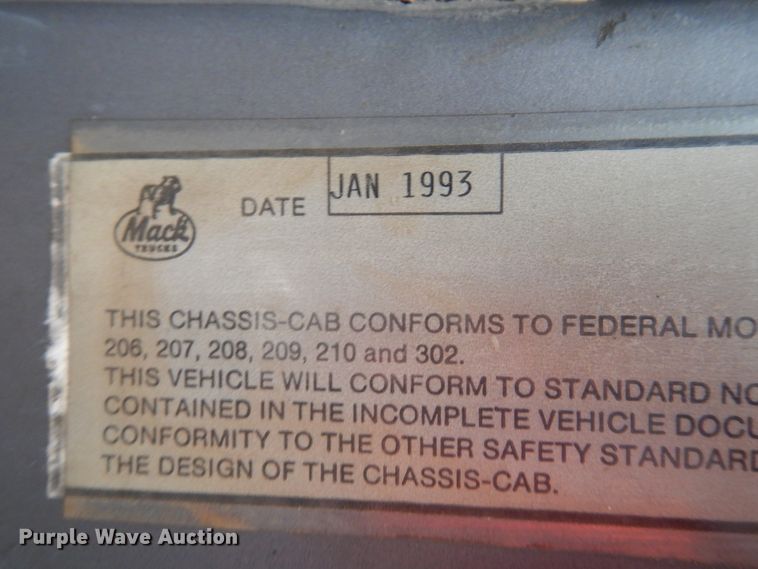 Mack
TRUCKS
DATE JAN 1993
THIS CHASSIS-CAB CONFORMS TO FEDERAL MO
206, 207, 208, 209, 210 and 302.
THIS VEHICLE WILL CONFORM TO STANDARD NO
CONTAINED IN THE INCOMPLETE VEHICLE DOCU
CONFORMITY TO THE OTHER SAFETY STANDARD
THE DESIGN OF THE CHASSIS-CAB.
Purple Wave Auction